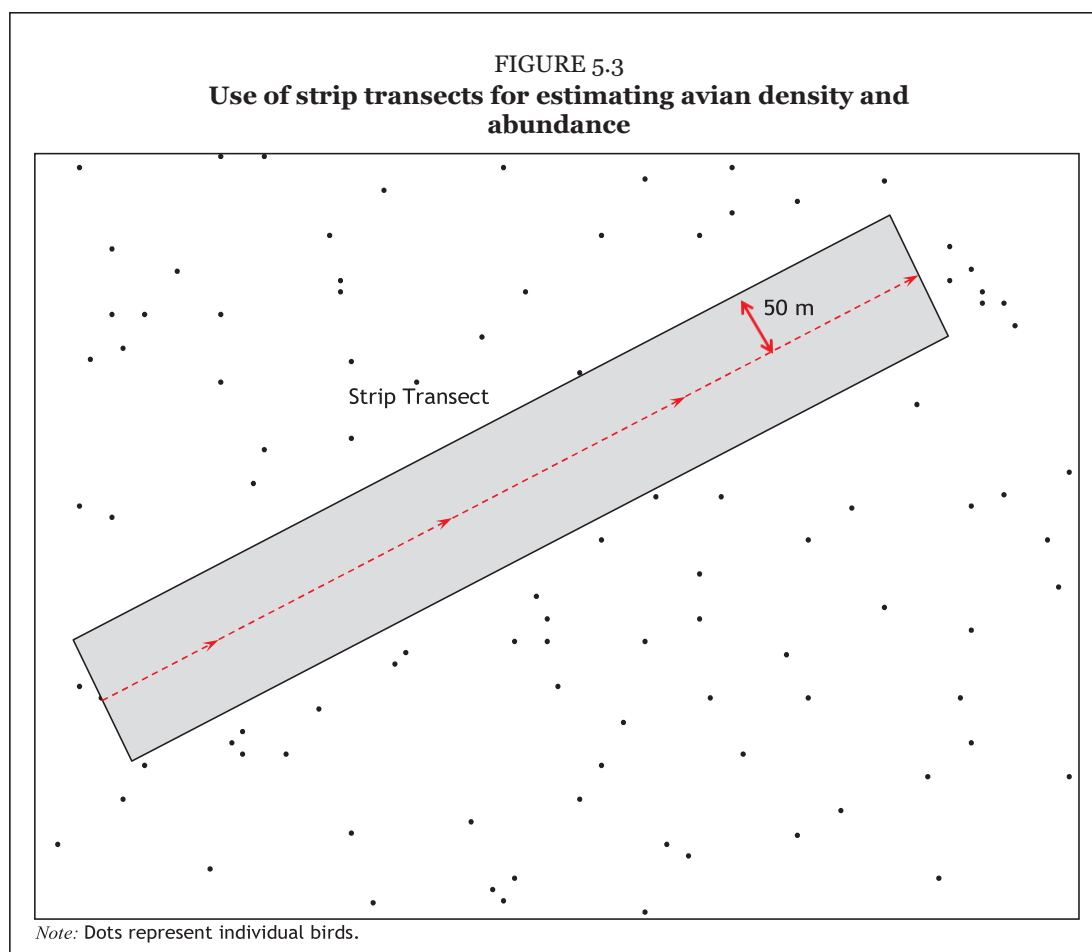 FIGURE 5.3
Use of strip transects for estimating avian density and
abundance
50 m
Strip Transect
Note: Dots represent individual birds.